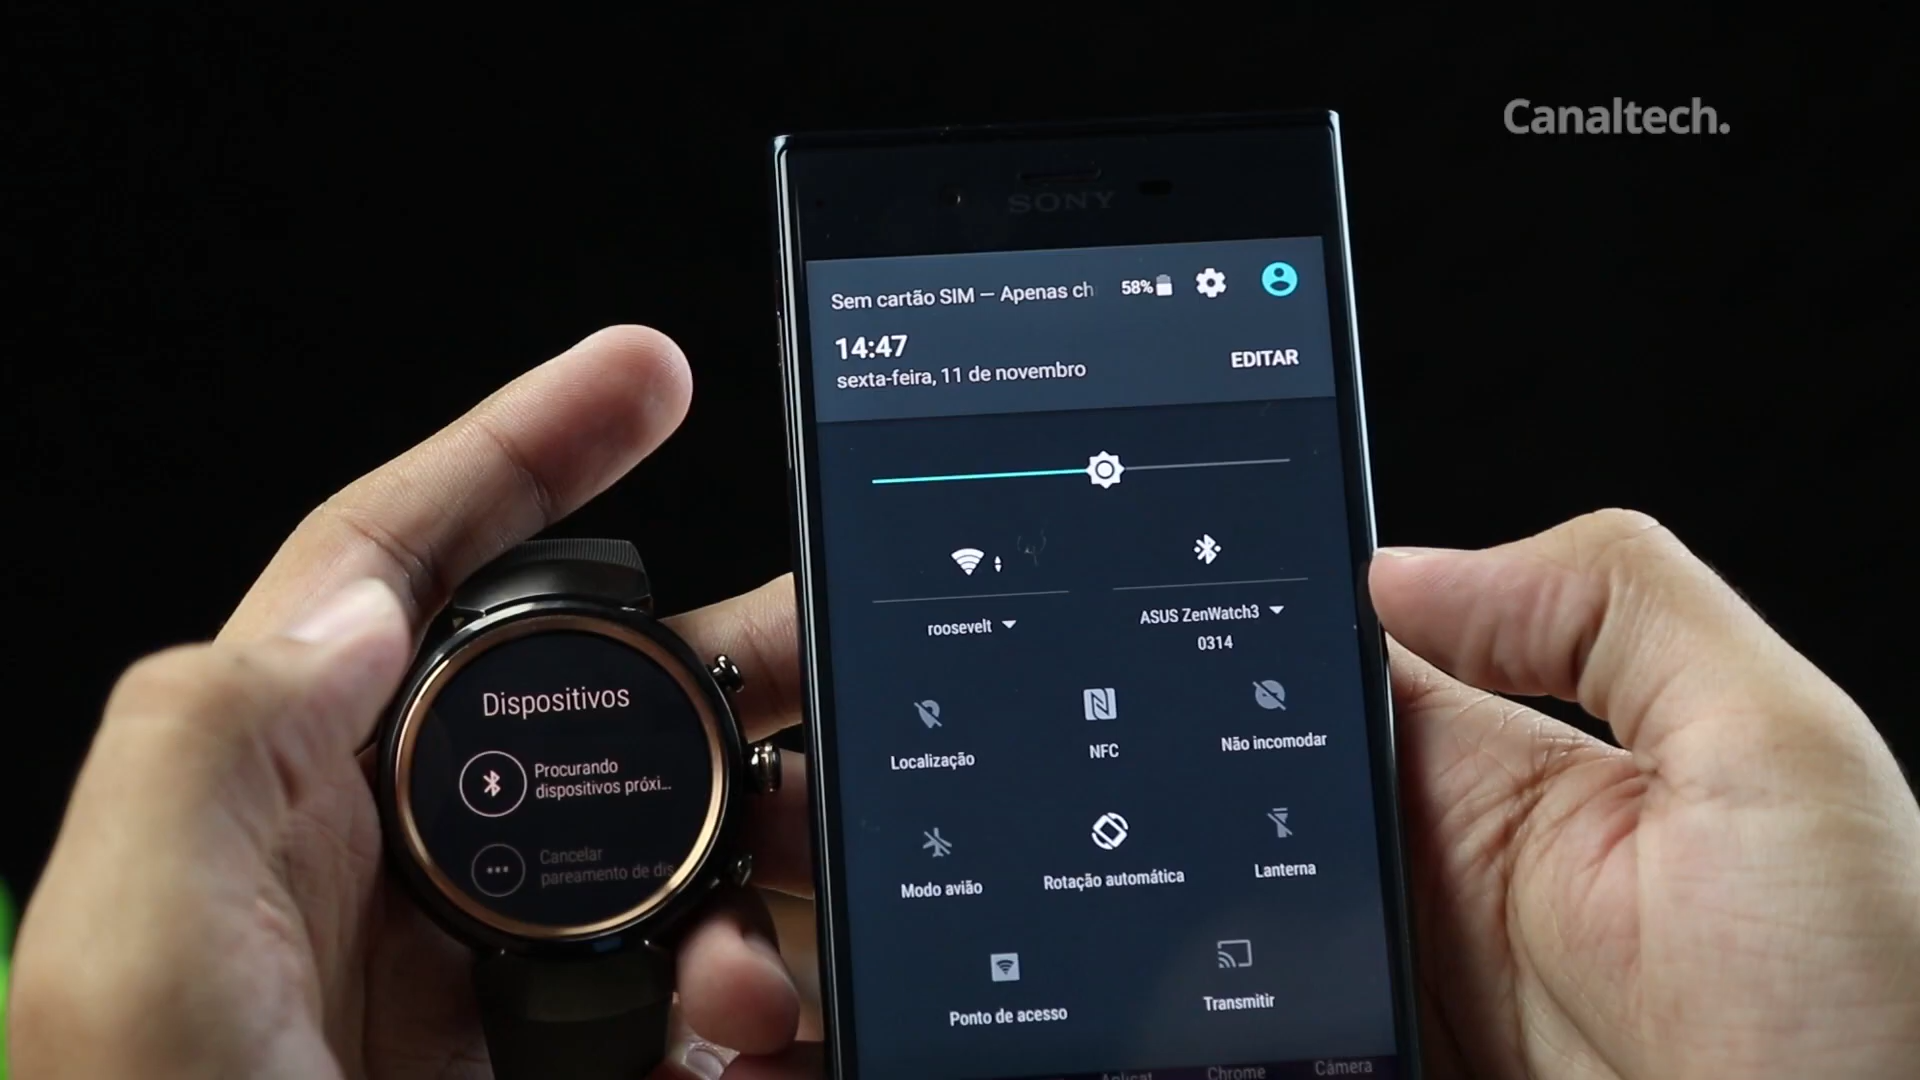 Canaltech.
SONY
Sem cartão SIM — Apenas ch
58%
14:47
sexta-feira, 11 de novembro
EDITAR
roosevelt
ASUS ZenWatch3
0314
Localização
NFC
Não incomodar
Modo avião
Rotação automática
Lanterna
Ponto de acesso
Transmitir
Chrome
Câmera
Dispositivos
Procurando
dispositivos próxi...
Cancelar
pareamento de dis